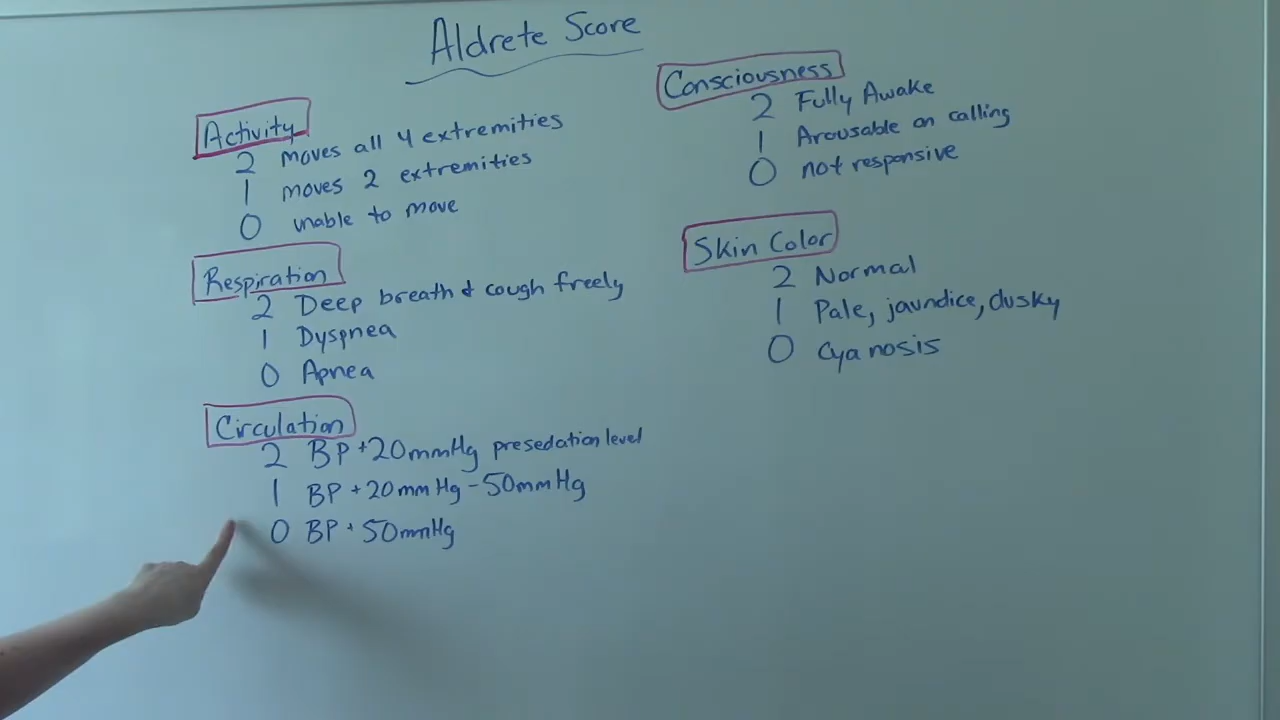 Aldrete Score
Activity
2 moves all 4 extremities
1 moves 2 extremities
0 unable to move
Respiration
2 Deep breath & cough freely
1 Dyspnea
0 Apnea
Circulation
2 BP +20mmHg presedation level
1 BP +20mmHg - 50mmHg
0 BP + 50mmHg
Consciousness
2 Fully Awake
1 Arousable on calling
0 not responsive
Skin Color
2 Normal
1 Pale, jaundice, dusky
0 Cyanosis